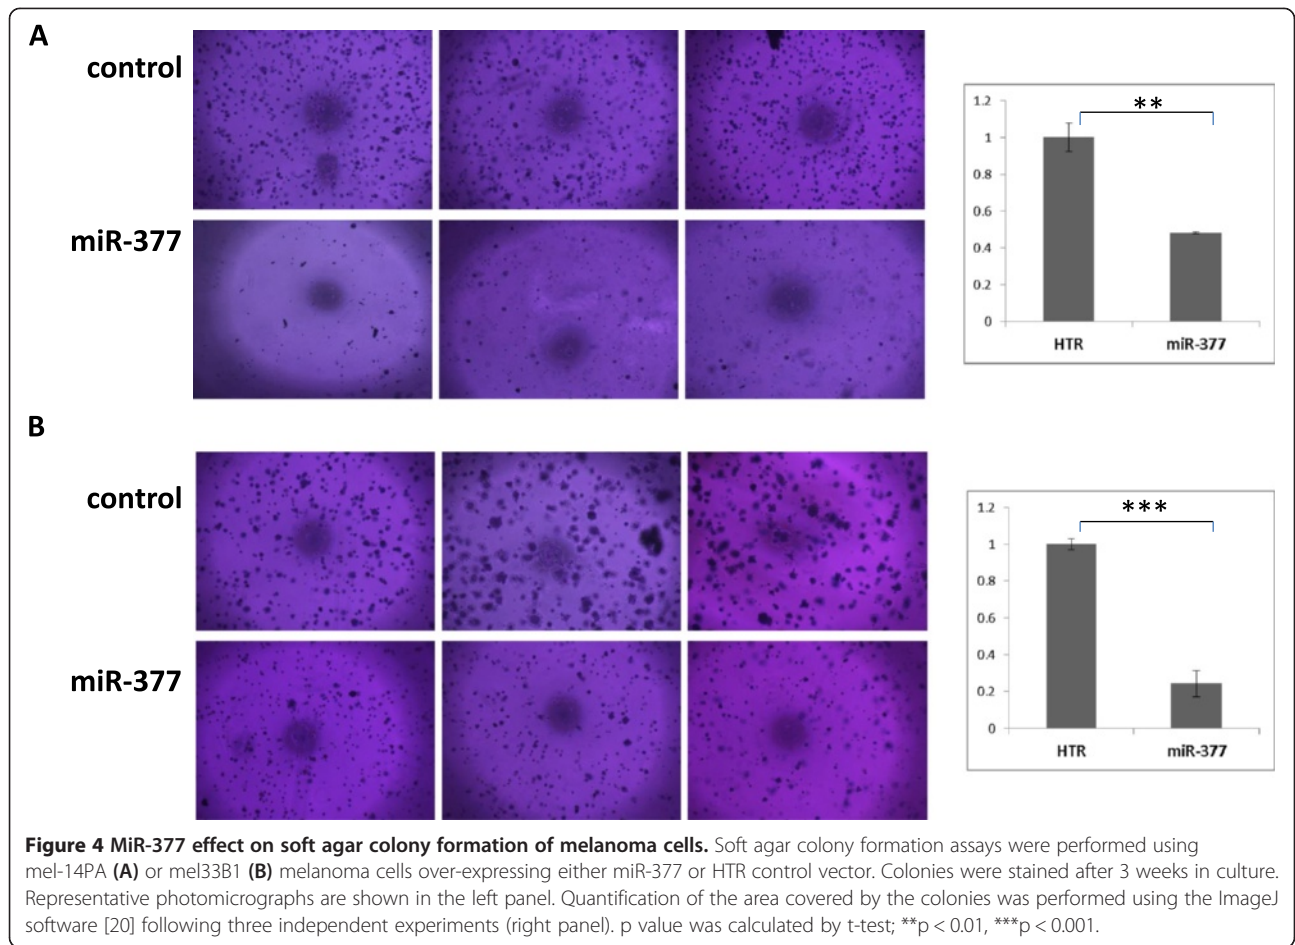 A
control
miR-377
1.2
**
1
0.8
0.6
0.4
0.2
0
HTR
miR-377
B
control
miR-377
1.2
***
1
0.8
0.6
0.4
0.2
0
HTR
miR-377
Figure 4 MiR-377 effect on soft agar colony formation of melanoma cells. Soft agar colony formation assays were performed using
mel-14PA (A) or mel33B1 (B) melanoma cells over-expressing either miR-377 or HTR control vector. Colonies were stained after 3 weeks in culture.
Representative photomicrographs are shown in the left panel. Quantification of the area covered by the colonies was performed using the ImageJ
software [20] following three independent experiments (right panel). p value was calculated by t-test; **p < 0.01, ***p < 0.001.